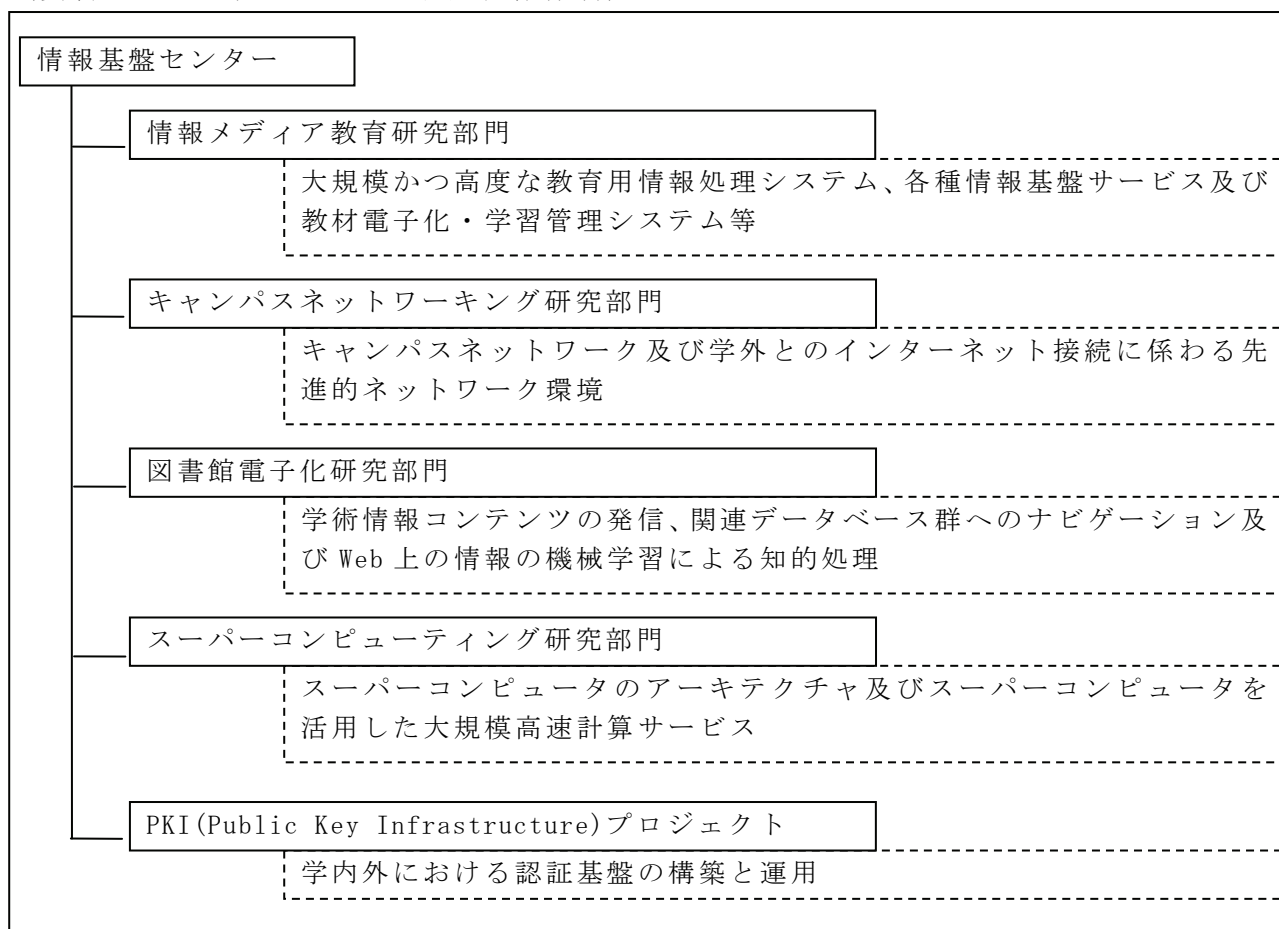 情報基盤センター
情報メディア教育研究部門
大規模かつ高度な教育用情報処理システム、各種情報基盤サービス及び
教材電子化・学習管理システム等
キャンパスネットワーキング研究部門
キャンパスネットワーク及び学外とのインターネット接続に係わる先
進的ネットワーク環境
図書館電子化研究部門
学術情報コンテンツの発信、関連データベース群へのナビゲーション及
び Web 上の情報の機械学習による知的処理
スーパーコンピューティング研究部門
スーパーコンピュータのアーキテクチャ及びスーパーコンピュータを
活用した大規模高速計算サービス
PKI(Public Key Infrastructure)プロジェクト
学内外における認証基盤の構築と運用